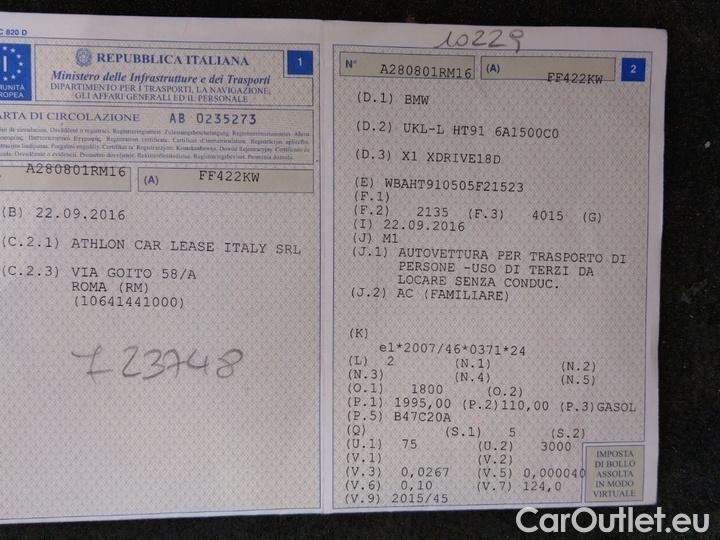 C 820 D
REPUBBLICA ITALIANA
1
Ministero delle Infrastrutture e dei Trasporti
DIPARTIMENTO PER I TRASPORTI, LA NAVIGAZIONE,
GLI AFFARI GENERALI ED IL PERSONALE
ARTA DI CIRCOLAZIONE AB 0235273
A280801RM16 (A) FF422KW
(B) 22.09.2016
(C.2.1) ATHLON CAR LEASE ITALY SRL
(C.2.3) VIA GOITO 58/A
ROMA (RM)
(10641441000)
723748
10229
N° A280801RM16 (A) FF422KW 2
(D.1) BMW
(D.2) UKL-L HT91 6A1500C0
(D.3) X1 XDRIVE18D
(E) WBAHT910505F21523
(F.1)
(F.2) 2135 (F.3) 4015 (G)
(I) 22.09.2016
(J) M1
(J.1) AUTOVETTURA PER TRASPORTO DI
PERSONE -USO DI TERZI DA
LOCARE SENZA CONDUC.
(J.2) AC (FAMILIARE)
(K)
e1*2007/46*0371*24
(L) 2 (N.1) (N.2)
(N.3) (N.4) (N.5)
(O.1) 1800 (O.2)
(P.1) 1995,00 (P.2) 110,00 (P.3) GASOL
(P.5) B47C20A
(Q) (S.1) 5 (S.2)
(U.1) 75 (U.2) 3000
(V.1) (V.2)
(V.3) 0,0267 (V.5) 0,000040
(V.6) 0,10 (V.7) 124,0
(V.9) 2015/45
IMPOSTA
DI BOLLO
ASSOLTA
IN MODO
VIRTUALE
CarOutlet.eu